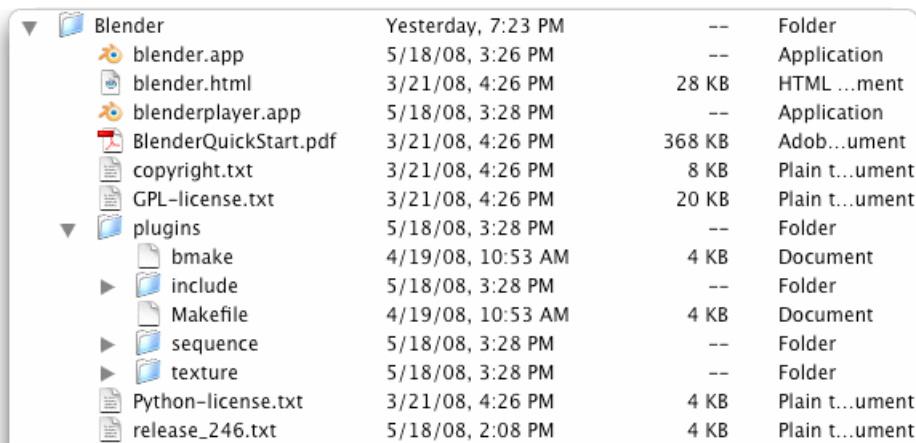 Blender Yesterday, 7:23 PM -- Folder
blender.app 5/18/08, 3:26 PM -- Application
blender.html 3/21/08, 4:26 PM 28 KB HTML ...ment
blenderplayer.app 5/18/08, 3:28 PM -- Application
BlenderQuickStart.pdf 3/21/08, 4:26 PM 368 KB Adob...ument
copyright.txt 3/21/08, 4:26 PM 8 KB Plain t...ument
GPL-license.txt 3/21/08, 4:26 PM 20 KB Plain t...ument
plugins 5/18/08, 3:28 PM -- Folder
bmake 4/19/08, 10:53 AM 4 KB Document
include 5/18/08, 3:28 PM -- Folder
Makefile 4/19/08, 10:53 AM 4 KB Document
sequence 5/18/08, 3:28 PM -- Folder
texture 5/18/08, 3:28 PM -- Folder
Python-license.txt 3/21/08, 4:26 PM 4 KB Plain t...ument
release_246.txt 5/18/08, 2:08 PM 4 KB Plain t...ument